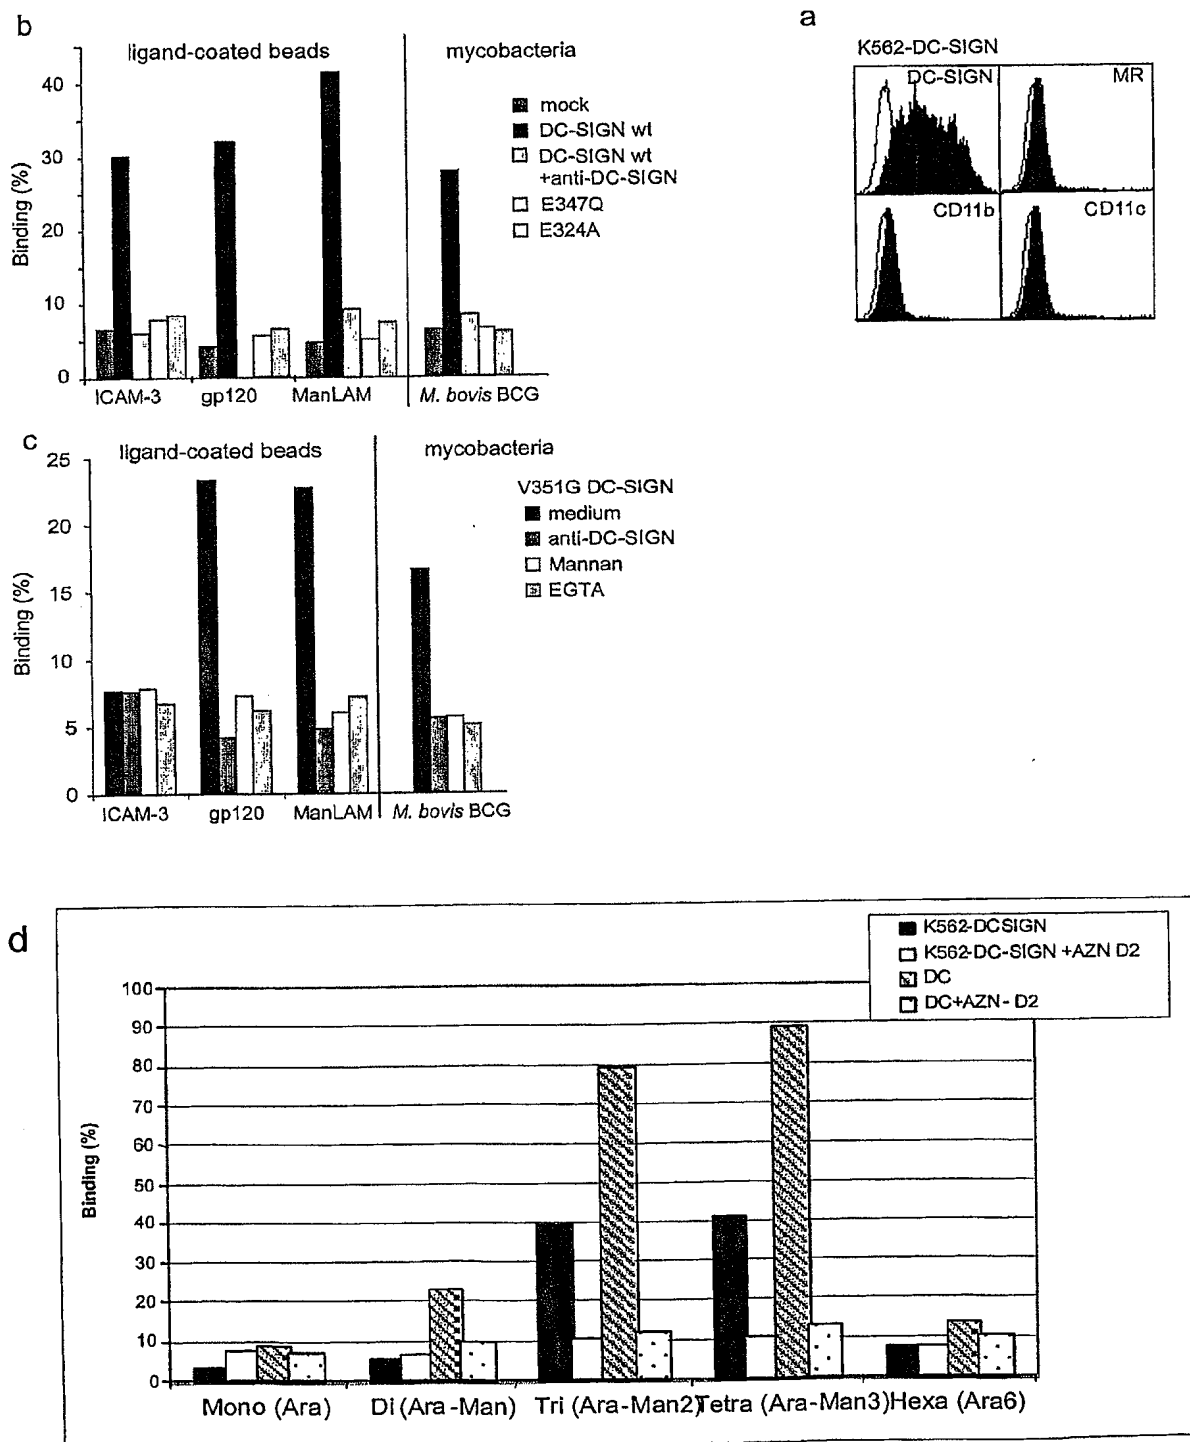 b
ligand-coated beads
mycobacteria
Binding (%)
40
30
20
10
0
mock
DC-SIGN wt
DC-SIGN wt
+anti-DC-SIGN
E347Q
E324A
ICAM-3
gp120
ManLAM
M. bovis BCG
a
K562-DC-SIGN
DC-SIGN
MR
CD11b
CD11c
c
ligand-coated beads
mycobacteria
Binding (%)
25
20
15
10
5
0
V351G DC-SIGN
medium
anti-DC-SIGN
Mannan
EGTA
ICAM-3
gp120
ManLAM
M. bovis BCG
d
K562-DCSIGN
K562-DC-SIGN +AZN D2
DC
DC+AZN- D2
Binding (%)
100
90
80
70
60
50
40
30
20
10
0
Mono (Ara)
Di (Ara-Man)
Tri (Ara-Man2)
Tetra (Ara-Man3)
Hexa (Ara6)